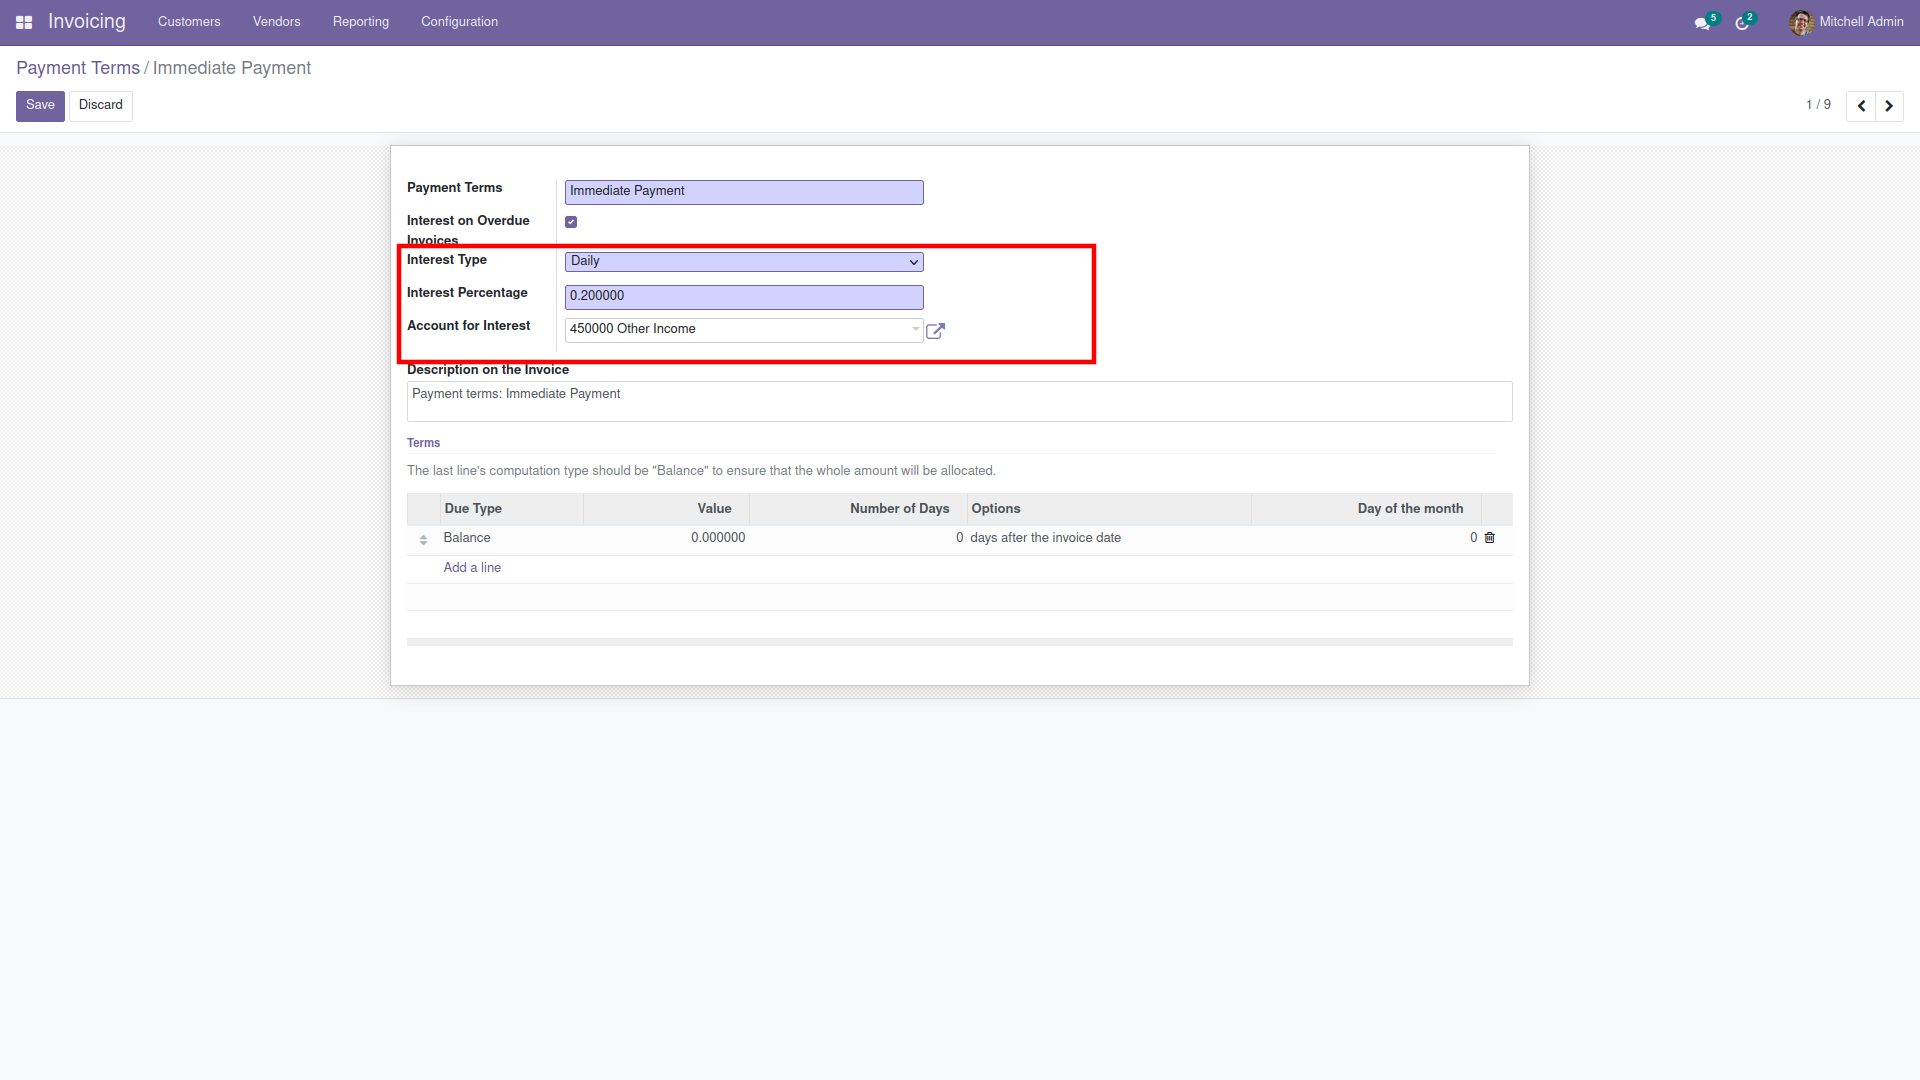 Invoicing Customers Vendors Reporting Configuration 5 2 Mitchell Admin
Payment Terms / Immediate Payment
Save Discard 1 / 9
Payment Terms Immediate Payment
Interest on Overdue
Invoices
Interest Type Daily
Interest Percentage 0.200000
Account for Interest 450000 Other Income
Description on the Invoice
Payment terms: Immediate Payment
Terms
The last line's computation type should be "Balance" to ensure that the whole amount will be allocated.
Due Type Value Number of Days Options Day of the month
Balance 0.000000 0 days after the invoice date 0
Add a line